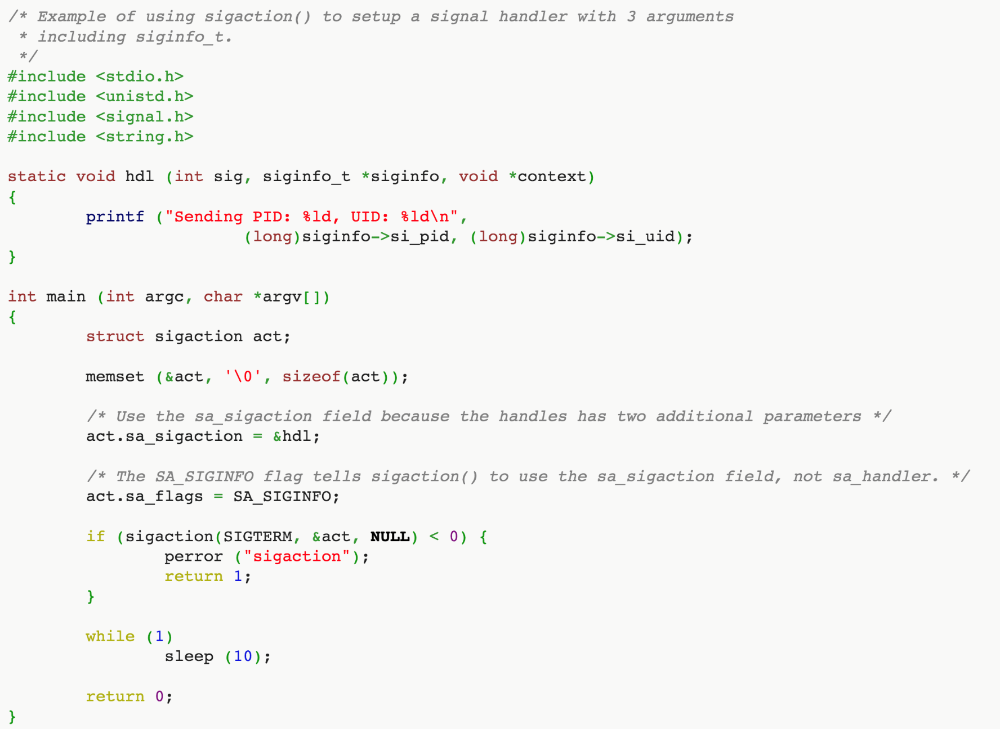 /* Example of using sigaction() to setup a signal handler with 3 arguments
 * including siginfo_t.
 */
#include <stdio.h>
#include <unistd.h>
#include <signal.h>
#include <string.h>

static void hdl (int sig, siginfo_t *siginfo, void *context)
{
        printf ("Sending PID: %ld, UID: %ld\n",
                        (long)siginfo->si_pid, (long)siginfo->si_uid);
}

int main (int argc, char *argv[])
{
        struct sigaction act;

        memset (&act, '\0', sizeof(act));

        /* Use the sa_sigaction field because the handles has two additional parameters */
        act.sa_sigaction = &hdl;

        /* The SA_SIGINFO flag tells sigaction() to use the sa_sigaction field, not sa_handler. */
        act.sa_flags = SA_SIGINFO;

        if (sigaction(SIGTERM, &act, NULL) < 0) {
                perror ("sigaction");
                return 1;
        }

        while (1)
                sleep (10);

        return 0;
}